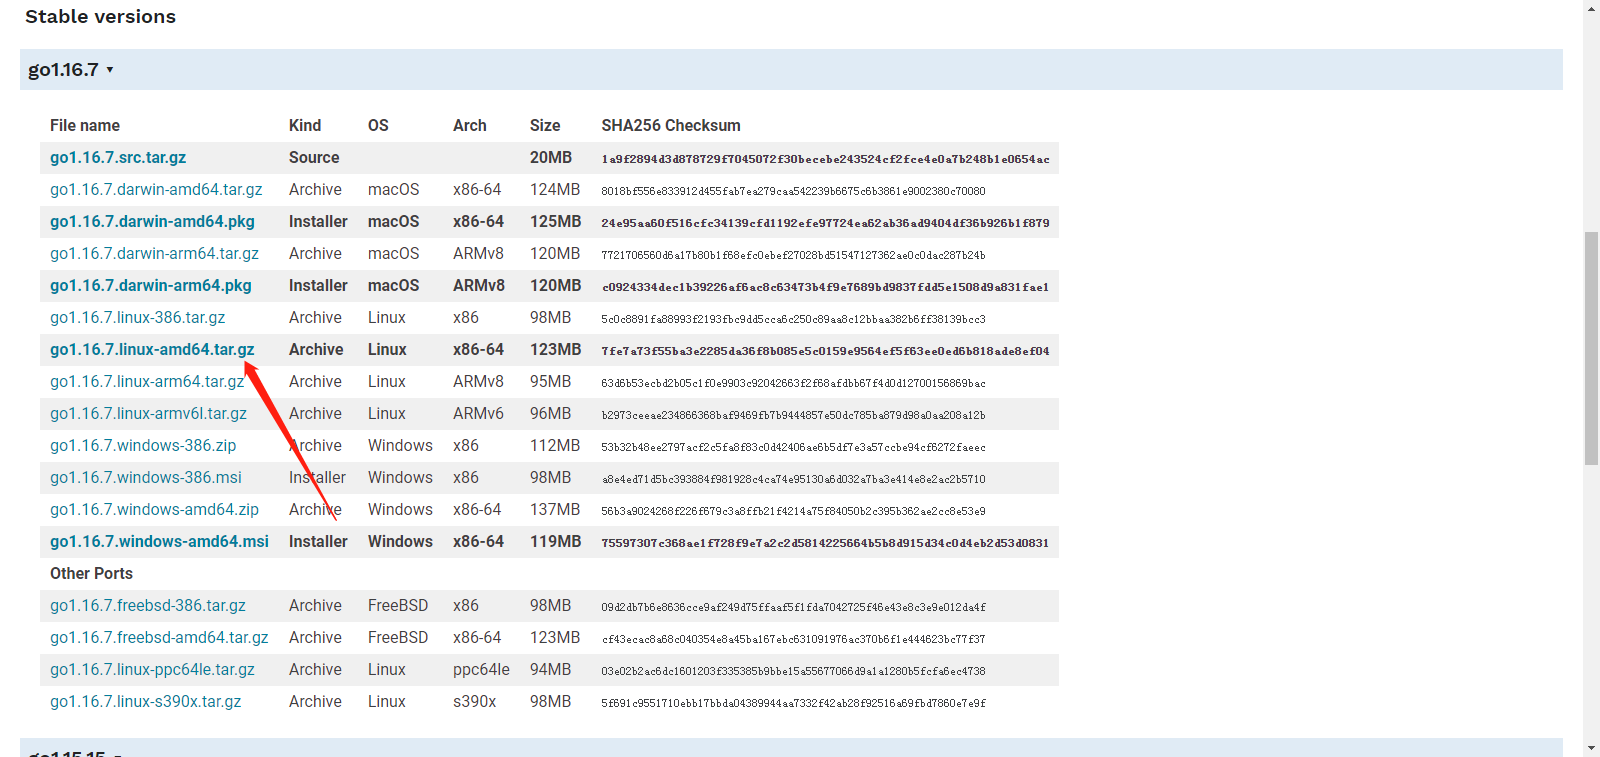 Stable versions
go1.16.7 ▾
File name Kind OS Arch Size SHA256 Checksum
go1.16.7.src.tar.gz Source 20MB 1a9f2894d3d878729f7045072f30becebe243524cf2fce4e0a7b248b1e0654ac
go1.16.7.darwin-amd64.tar.gz Archive macOS x86-64 124MB 8018bf556e833912d455fab7ea279caa542239b6675c6b3861e9002380c70080
go1.16.7.darwin-amd64.pkg Installer macOS x86-64 125MB 24e95aa60f516cfc34139cfd1192efe97724ea62ab36ad9404df36b926b1f879
go1.16.7.darwin-arm64.tar.gz Archive macOS ARMv8 120MB 7721706560d6a17b80b1f68efc0ebef27028bd51547127362ae0c0dac287b24b
go1.16.7.darwin-arm64.pkg Installer macOS ARMv8 120MB c0924334dec1b39226af6ac8c63473b4f9e7689bd9837fdd5e1508d9a831fae1
go1.16.7.linux-386.tar.gz Archive Linux x86 98MB 5c0c8891fa88993f2193fbc9dd5cca6c250c89aa8c12bbaa382b6ff38139bcc3
go1.16.7.linux-amd64.tar.gz Archive Linux x86-64 123MB 7fe7a73f55ba3e2285da36f8b085e5c0159e9564ef5f63ee0ed6b818ade8ef04
go1.16.7.linux-arm64.tar.gz Archive Linux ARMv8 95MB 63d6b53ecbd2b05c1f0e9903c92042663f2f68afdbb67f4d0d12700156869bac
go1.16.7.linux-armv6l.tar.gz Archive Linux ARMv6 96MB b2973ceeae234866368baf9469fb7b9444857e50dc785ba879d98a0aa208a12b
go1.16.7.windows-386.zip Archive Windows x86 112MB 53b32b48ee2797acf2c5fa8f83c0d42406ae6b5df7e3a57ccbe94cf6272faeec
go1.16.7.windows-386.msi Installer Windows x86 98MB a8e4ed71d5bc393884f981928c4ca74e95130a6d032a7ba3e414e8e2ac2b5710
go1.16.7.windows-amd64.zip Archive Windows x86-64 137MB 56b3a9024268f226f679c3a8ffb21f4214a75f84050b2c395b362ae2cc8e53e9
go1.16.7.windows-amd64.msi Installer Windows x86-64 119MB 75597307c368ae1f728f9e7a2c2d5814225664b5b8d915d34c0d4eb2d53d0831
Other Ports
go1.16.7.freebsd-386.tar.gz Archive FreeBSD x86 98MB 09d2db7b6e8636cce9af249d75ffaaf5f1fda7042725f46e43e8c3e9e012da4f
go1.16.7.freebsd-amd64.tar.gz Archive FreeBSD x86-64 123MB cf43ecac8a68c040354e8a45ba167ebc631091976ac370b6f1e444623bc77f37
go1.16.7.linux-ppc64le.tar.gz Archive Linux ppc64le 94MB 03e02b2ac6dc1601203f335385b9bbe15a55677066d9a1a1280b5fcfa6ec4738
go1.16.7.linux-s390x.tar.gz Archive Linux s390x 98MB 5f691c9551710ebb17bbda04389944aa7332f42ab28f92516a69fbd7860e7e9f
go1.15.15 ▾